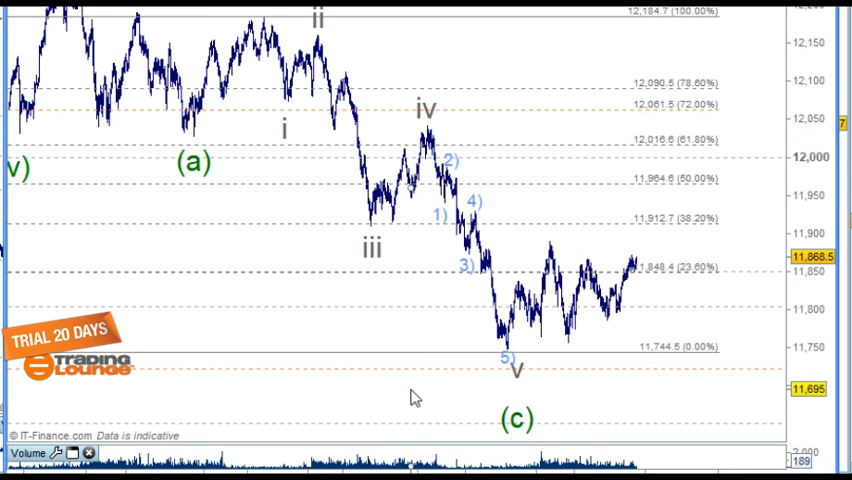 12,200
12,184.7 (100.00%)
ii
12,150
12,100
12,090.5 (78.60%)
iv
12,061.5 (72.00%)
7
i
12,050
12,016.6 (61.80%)
v)
(a)
2)
12,000
11,964.6 (50.00%)
4)
11,950
1)
11,912.7 (38.20%)
11,900
iii
3)
11,848.4 (23.60%)
11,868.5
11,850
11,800
TRIAL 20 DAYS
TRADING
LOUNGE
11,744.5 (0.00%)
11,750
5)
v
11,695
(c)
© IT-Finance.com Data is indicative
Volume
2,000
189